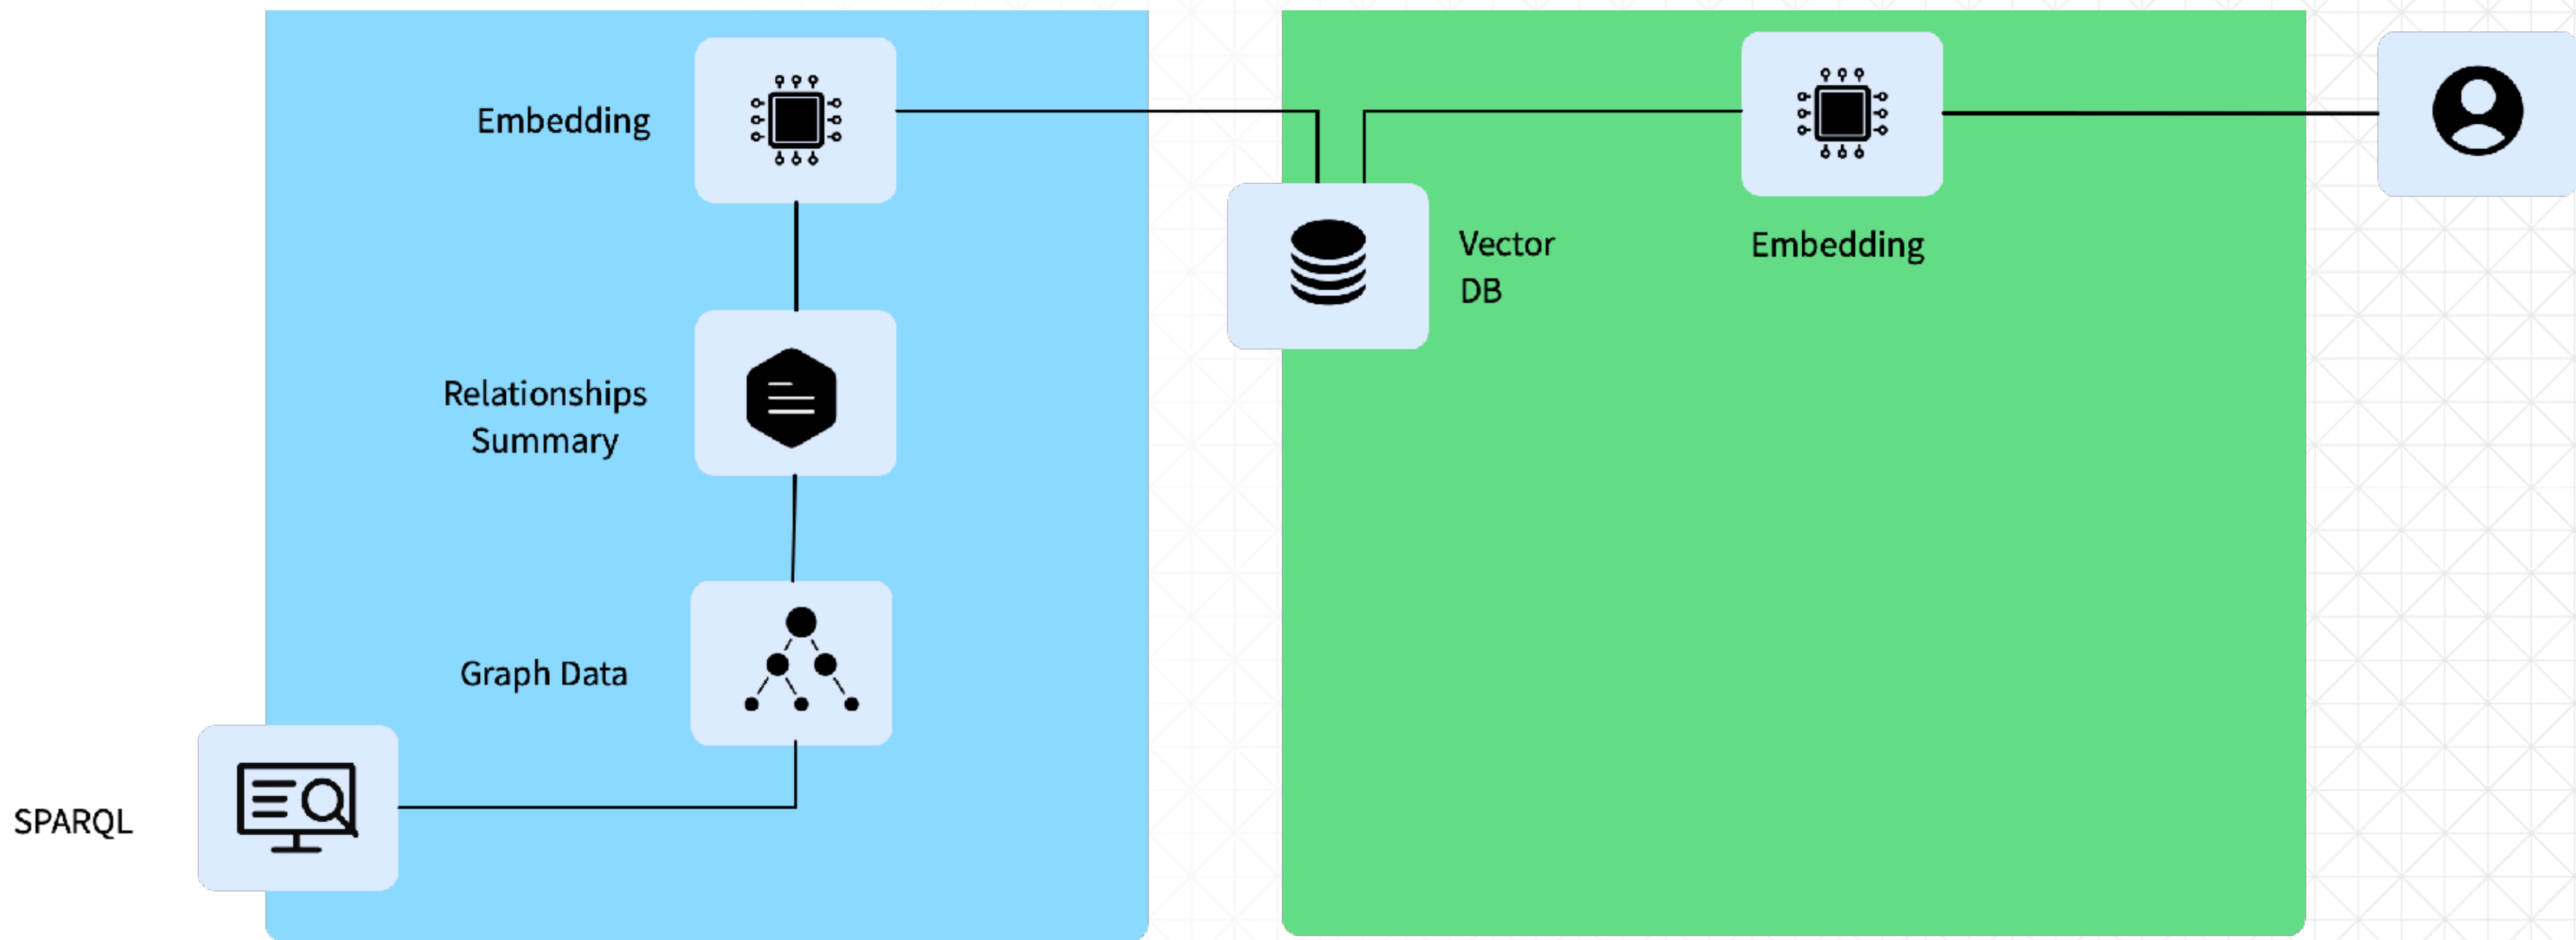 Embedding
Relationships
Summary
Graph Data
SPARQL
Vector
DB
Embedding